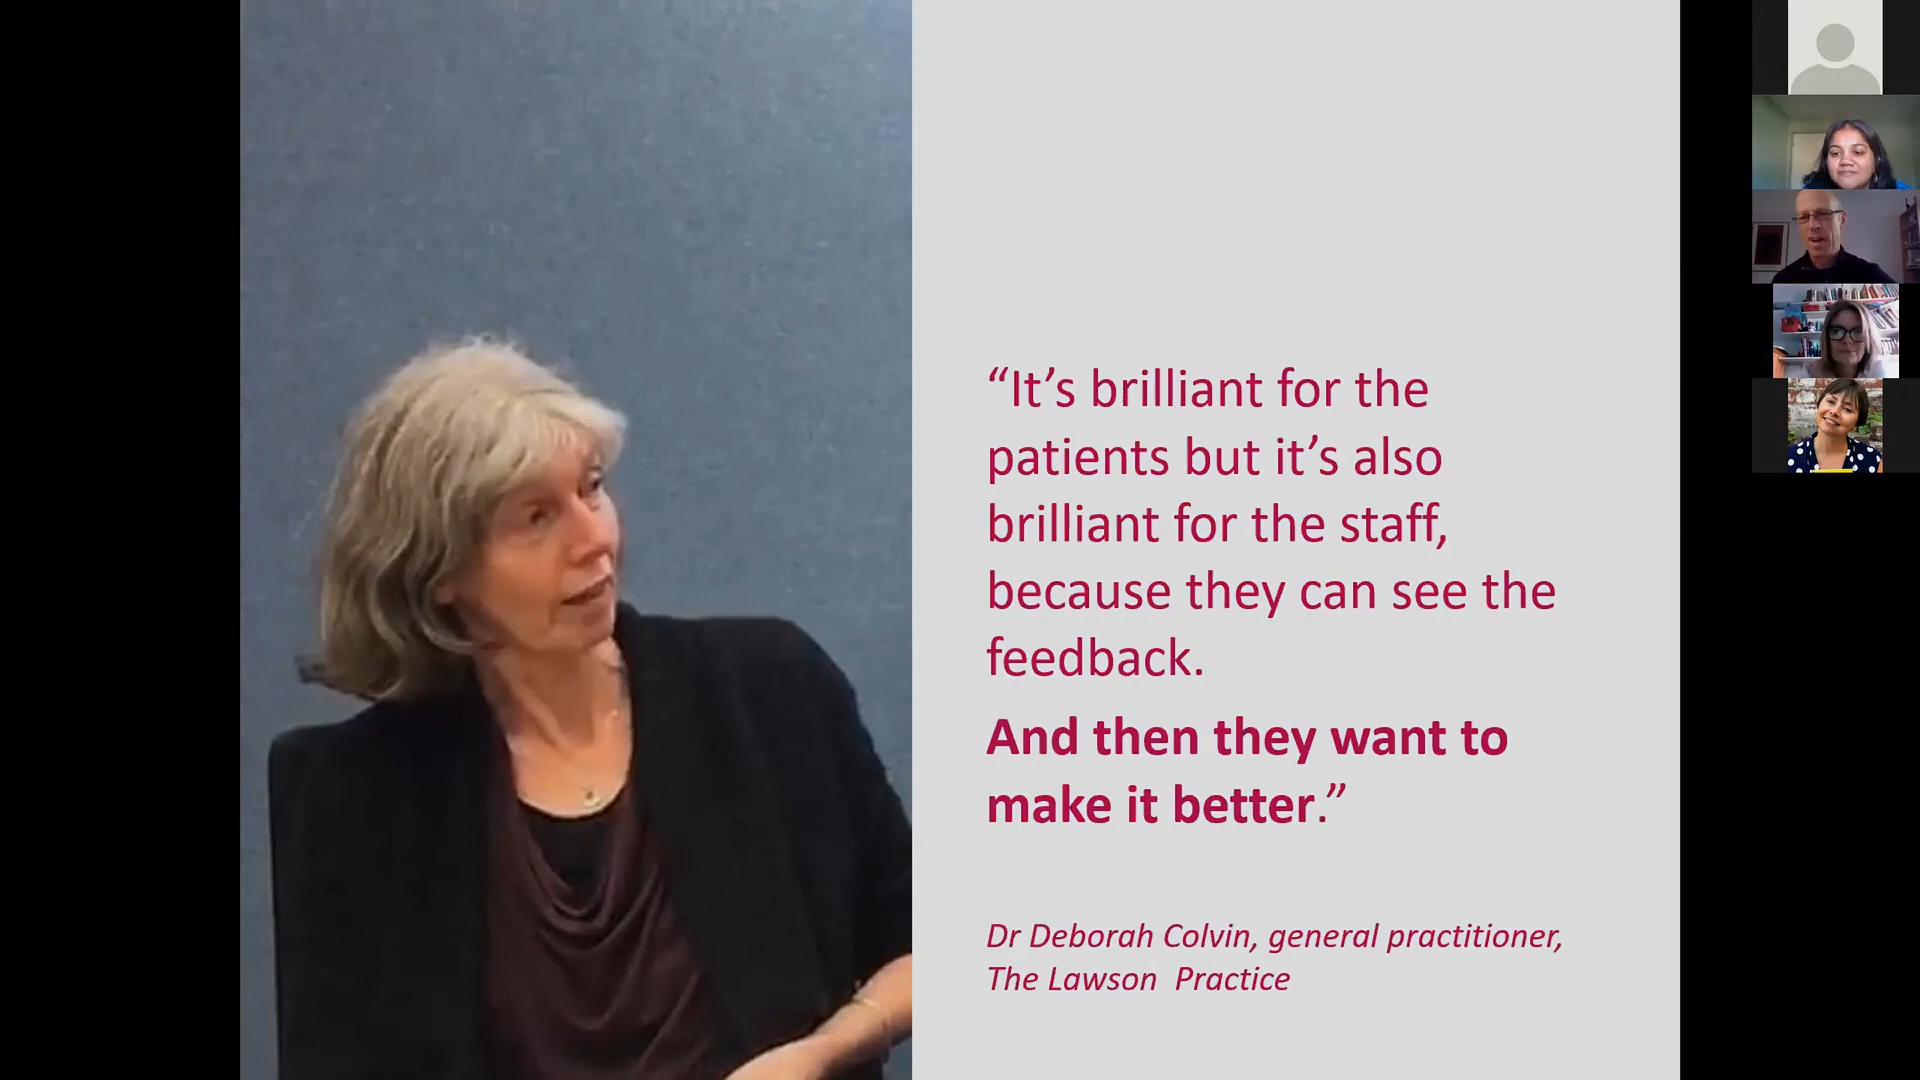 “It’s brilliant for the
patients but it’s also
brilliant for the staff,
because they can see the
feedback.
And then they want to
make it better.”
Dr Deborah Colvin, general practitioner,
The Lawson  Practice